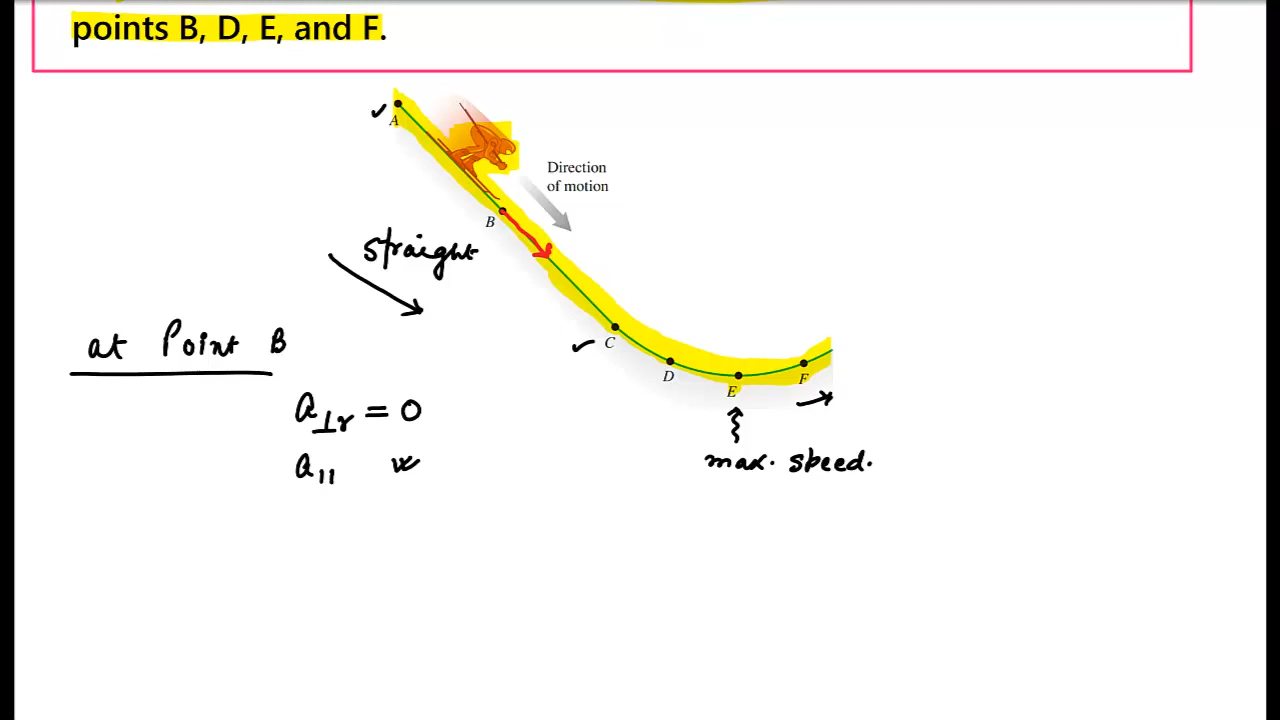 points B, D, E, and F.
A
Direction
of motion
B
straight
at Point B
C
D
E
F
a⊥r = 0
a||
max. speed.